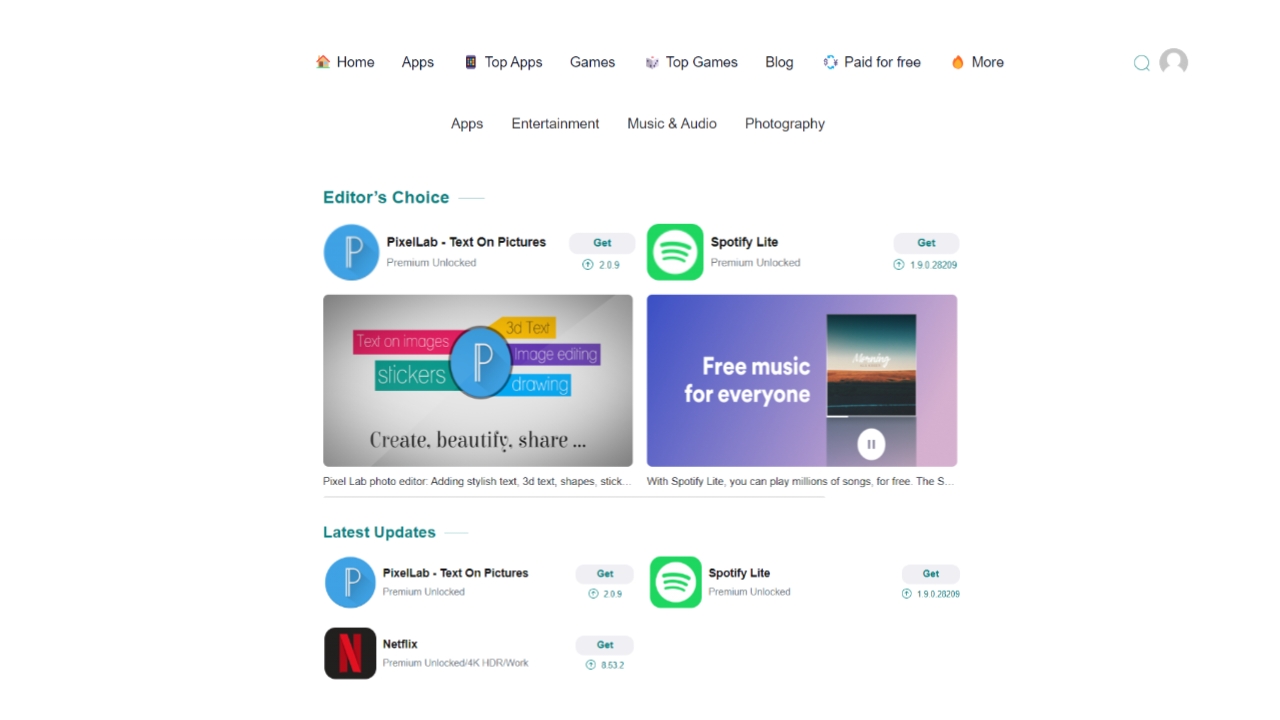 Home Apps Top Apps Games Top Games Blog Paid for free More
Apps Entertainment Music & Audio Photography
Editor's Choice
PixelLab - Text On Pictures
Premium Unlocked
Get
2.0.9
Spotify Lite
Premium Unlocked
Get
1.9.0.28209
Text on images
3d Text
Image editing
stickers
drawing
P
Create, beautify, share ...
Free music
for everyone
Morning
Pixel Lab photo editor: Adding stylish text, 3d text, shapes, stick...
With Spotify Lite, you can play millions of songs, for free. The S...
Latest Updates
PixelLab - Text On Pictures
Premium Unlocked
Get
2.0.9
Spotify Lite
Premium Unlocked
Get
1.9.0.28209
N
Netflix
Premium Unlocked/4K HDR/Work
Get
8.53.2